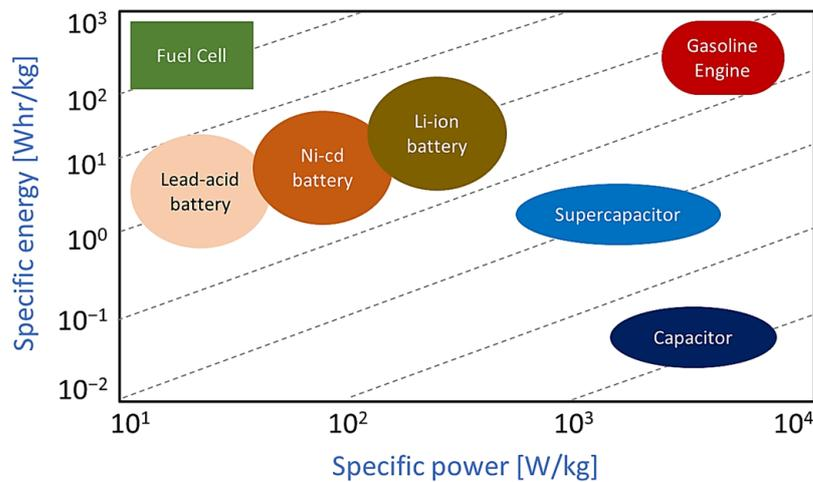 Specific energy [Whr/kg]
10³
10²
10¹
10⁰
10⁻¹
10⁻²
Fuel Cell
Gasoline
Engine
Li-ion
battery
Ni-cd
battery
Lead-acid
battery
Supercapacitor
Capacitor
10¹
10²
10³
10⁴
Specific power [W/kg]